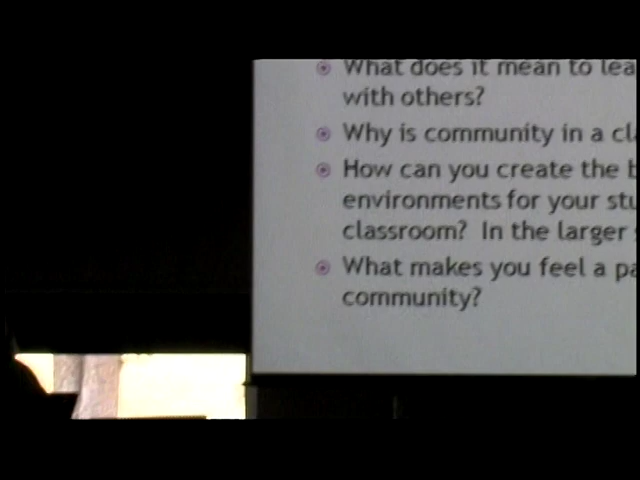 What does it mean to lea
with others?
Why is community in a cl
How can you create the b
environments for your stu
classroom? In the larger
What makes you feel a pa
community?